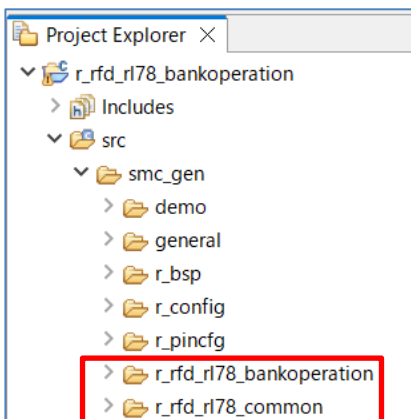 Project Explorer
r_rfd_rl78_bankoperation
Includes
src
smc_gen
demo
general
r_bsp
r_config
r_pincfg
r_rfd_rl78_bankoperation
r_rfd_rl78_common